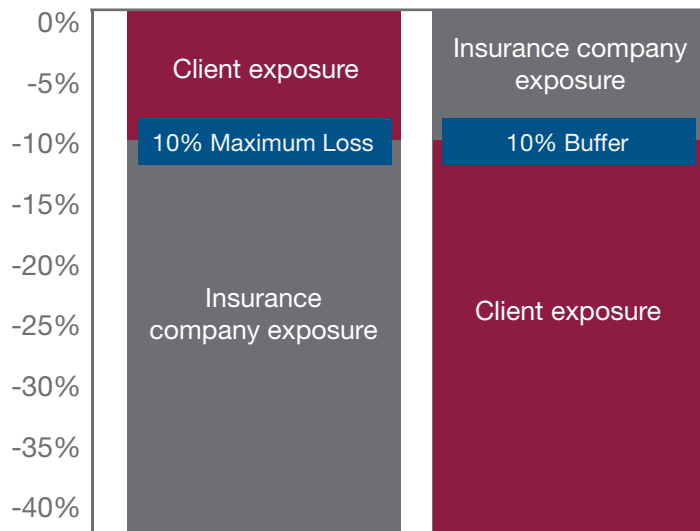 0%
-5%
-10%
-15%
-20%
-25%
-30%
-35%
-40%
Client exposure
10% Maximum Loss
Insurance
company exposure
Insurance company
exposure
10% Buffer
Client exposure